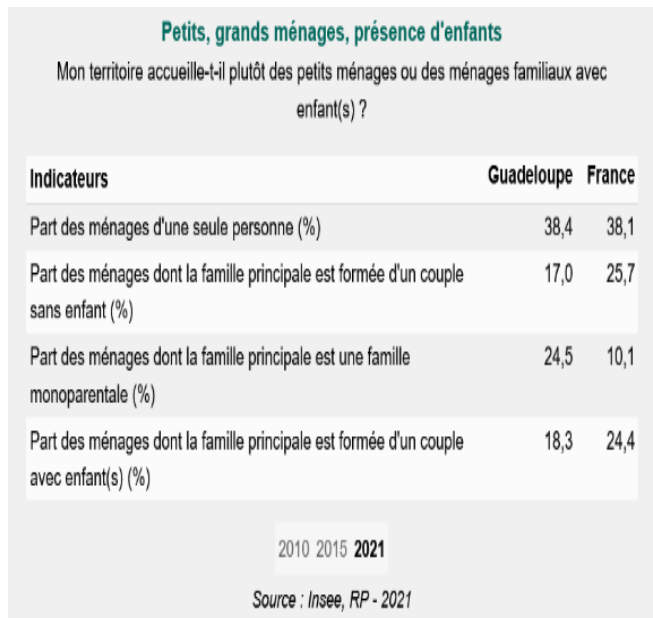 Petits, grands ménages, présence d'enfants
Mon territoire accueille-t-il plutôt des petits ménages ou des ménages familiaux avec
enfant(s) ?
Indicateurs Guadeloupe France
Part des ménages d'une seule personne (%) 38,4 38,1
Part des ménages dont la famille principale est formée d'un couple 17,0 25,7
sans enfant (%)
Part des ménages dont la famille principale est une famille 24,5 10,1
monoparentale (%)
Part des ménages dont la famille principale est formée d'un couple 18,3 24,4
avec enfant(s) (%)
2010 2015 2021
Source : Insee, RP - 2021